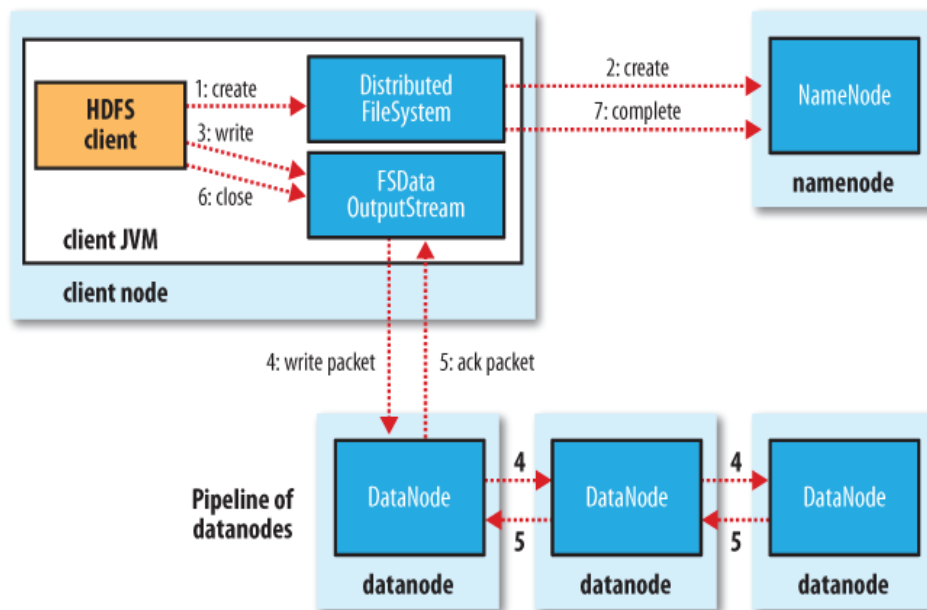 HDFS
client
1: create
Distributed
FileSystem
2: create
7: complete
NameNode
namenode
3: write
6: close
FSData
OutputStream
client JVM
client node
4: write packet
5: ack packet
Pipeline of
datanodes
DataNode
4
5
DataNode
4
5
DataNode
datanode
datanode
datanode